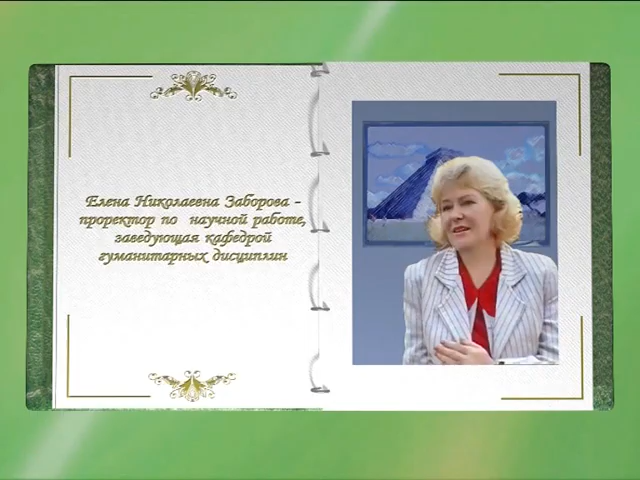 Елена Николаевна Заборова -
проректор по научной работе,
заведующая кафедрой
гуманитарных дисциплин